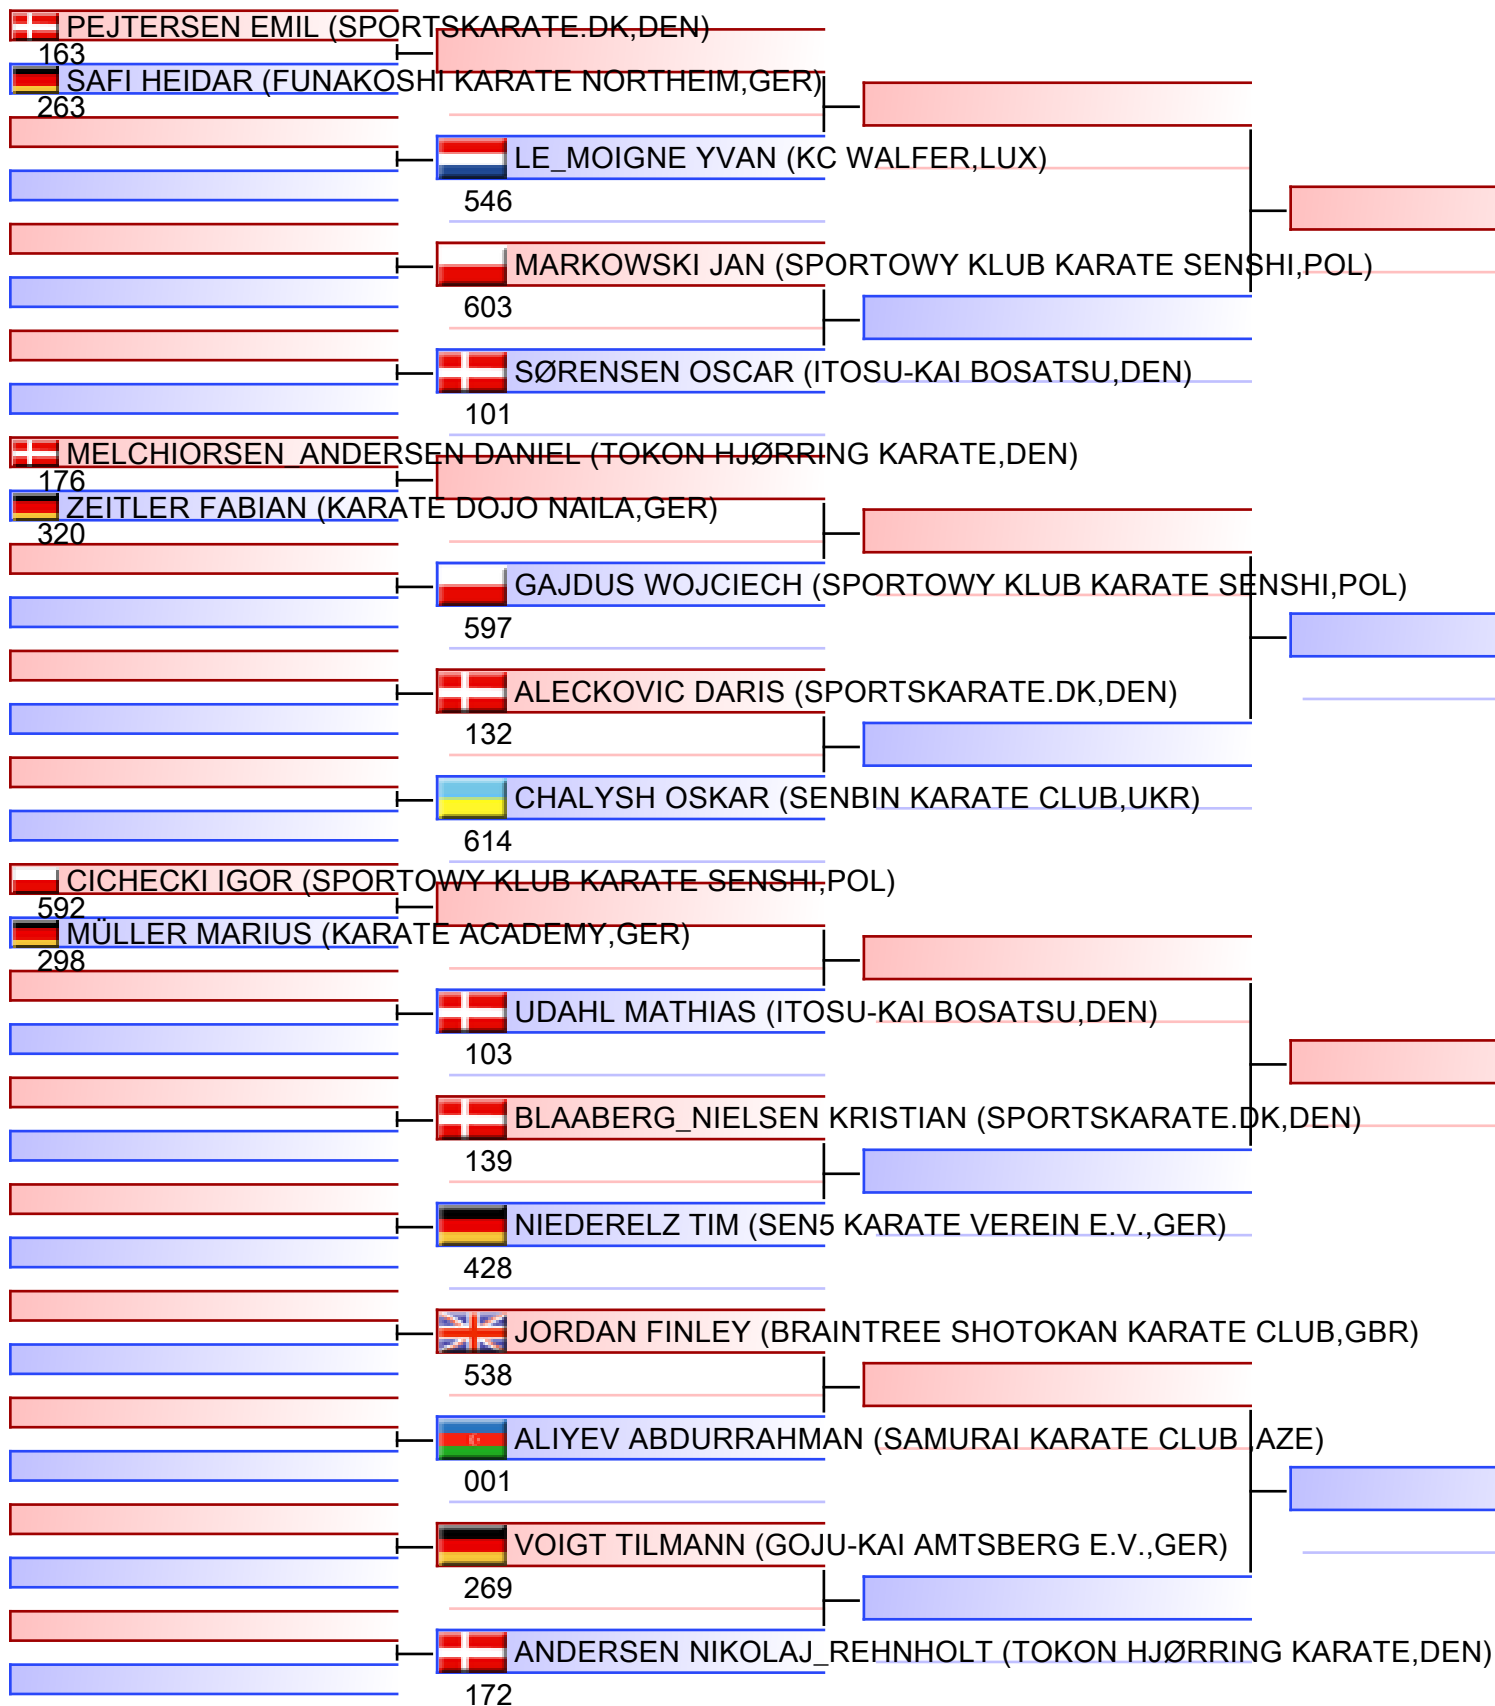 PEJTERSEN EMIL (SPORTSKARATE.DK,DEN)
163
SAFI HEIDAR (FUNAKOSHI KARATE NORTHEIM,GER)
263
LE_MOIGNE YVAN (KC WALFER,LUX)
546
MARKOWSKI JAN (SPORTOWY KLUB KARATE SENSHI,POL)
603
SØRENSEN OSCAR (ITOSU-KAI BOSATSU,DEN)
101
MELCHIORSEN_ANDERSEN DANIEL (TOKON HJØRRING KARATE,DEN)
176
ZEITLER FABIAN (KARATE DOJO NAILA,GER)
320
GAJDUS WOJCIECH (SPORTOWY KLUB KARATE SENSHI,POL)
597
ALECKOVIC DARIS (SPORTSKARATE.DK,DEN)
132
CHALYSH OSKAR (SENBIN KARATE CLUB,UKR)
614
CICHECKI IGOR (SPORTOWY KLUB KARATE SENSHI,POL)
592
MÜLLER MARIUS (KARATE ACADEMY,GER)
298
UDAHL MATHIAS (ITOSU-KAI BOSATSU,DEN)
103
BLAABERG_NIELSEN KRISTIAN (SPORTSKARATE.DK,DEN)
139
NIEDERELZ TIM (SEN5 KARATE VEREIN E.V.,GER)
428
JORDAN FINLEY (BRAINTREE SHOTOKAN KARATE CLUB,GBR)
538
ALIYEV ABDURRAHMAN (SAMURAI KARATE CLUB ,AZE)
001
VOIGT TILMANN (GOJU-KAI AMTSBERG E.V.,GER)
269
ANDERSEN NIKOLAJ_REHNHOLT (TOKON HJØRRING KARATE,DEN)
172